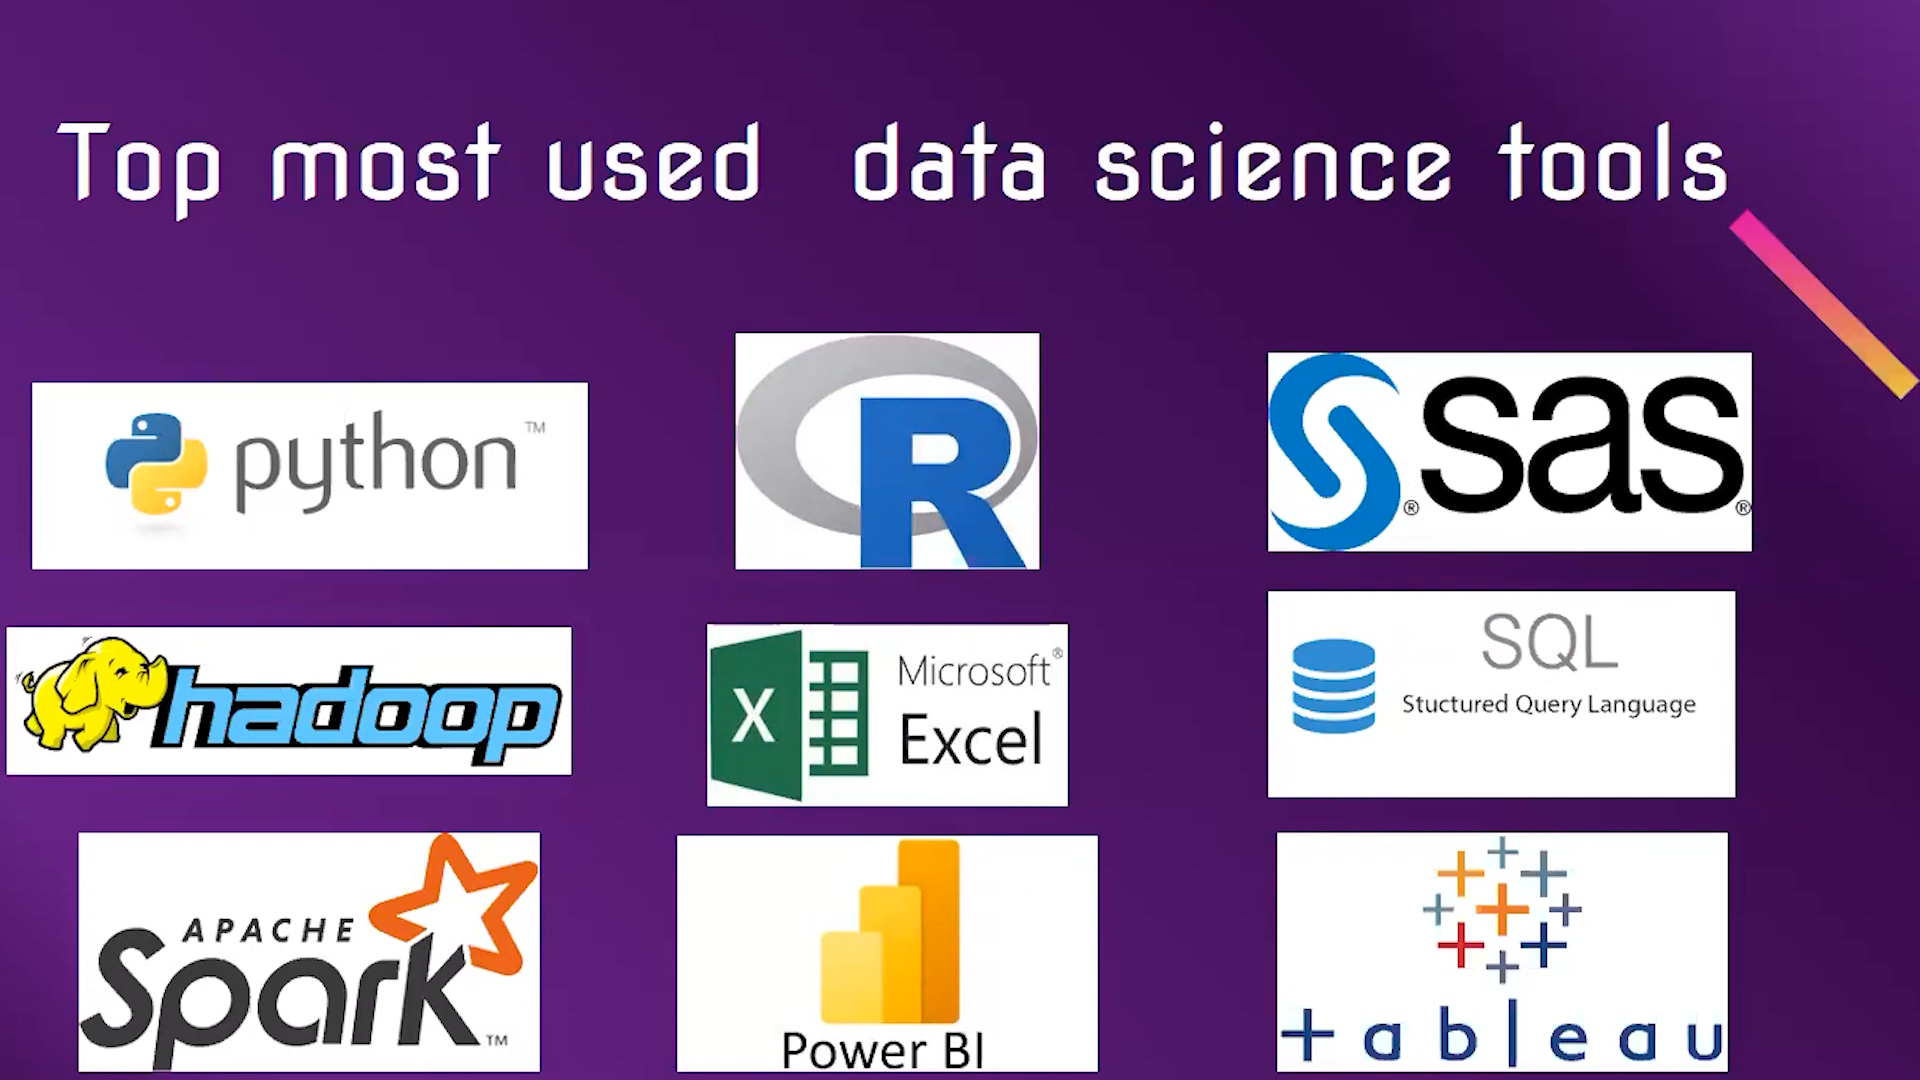 Top most used data science tools
python™
R
S® sas®
hadoop
X Microsoft® Excel
SQL
Stuctured Query Language
APACHE
Spark™
Power BI
+ableau